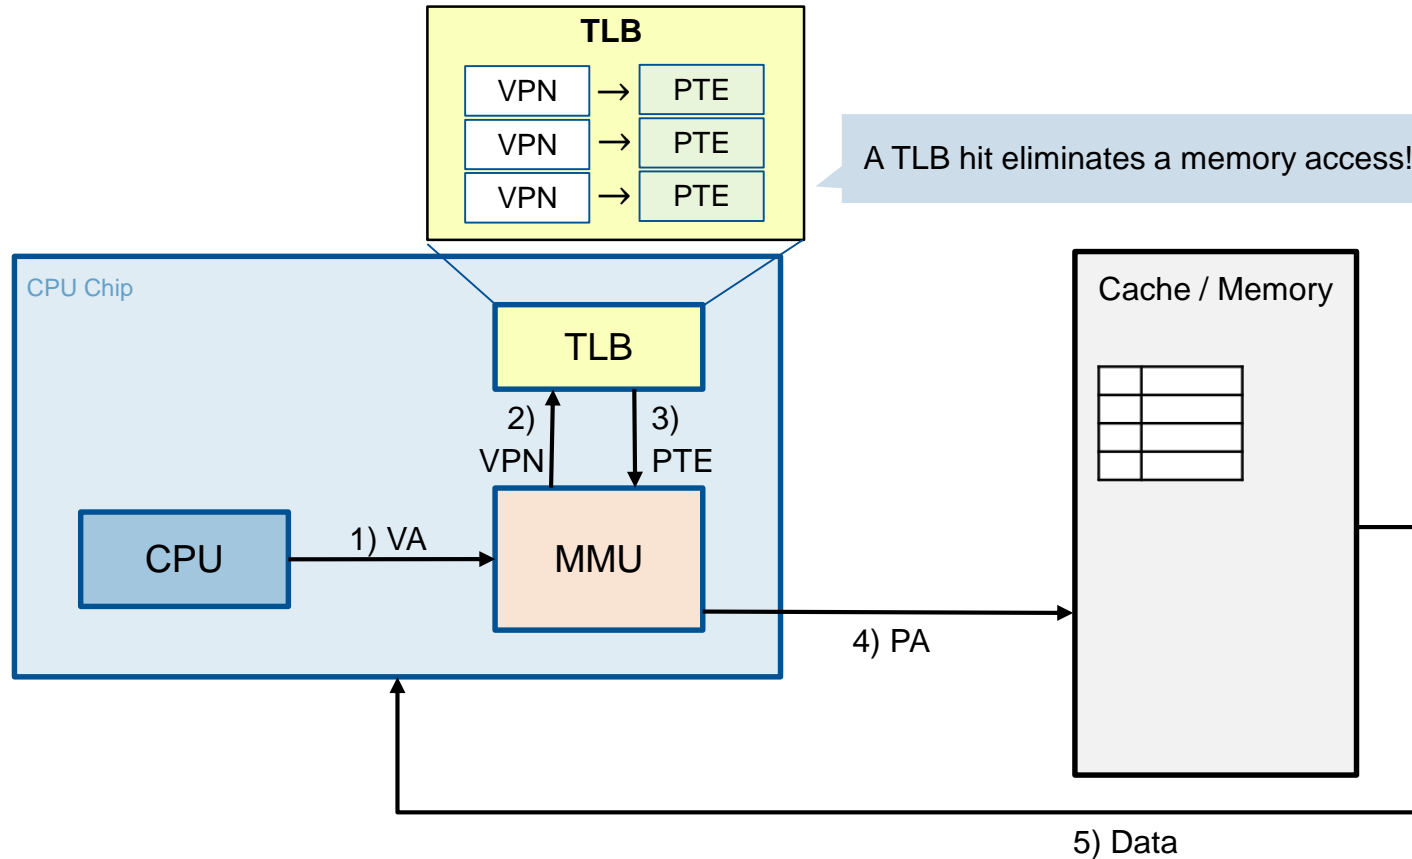 TLB
VPN → PTE
VPN → PTE
VPN → PTE
A TLB hit eliminates a memory access!
CPU Chip
Cache / Memory
TLB
2)
3)
VPN
PTE
CPU
1) VA
MMU
4) PA
5) Data